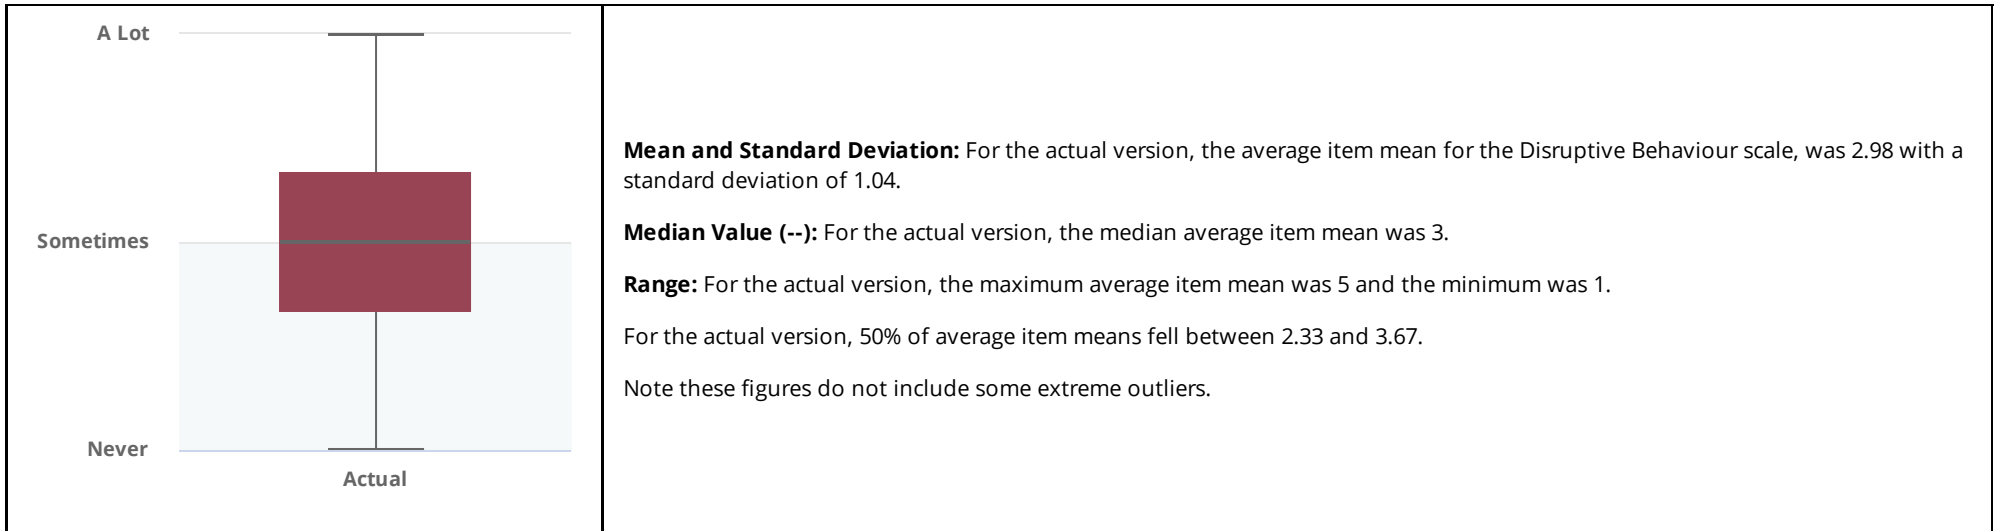 A Lot
Sometimes
Never
Actual
Mean and Standard Deviation: For the actual version, the average item mean for the Disruptive Behaviour scale, was 2.98 with a
standard deviation of 1.04.
Median Value (--): For the actual version, the median average item mean was 3.
Range: For the actual version, the maximum average item mean was 5 and the minimum was 1.
For the actual version, 50% of average item means fell between 2.33 and 3.67.
Note these figures do not include some extreme outliers.